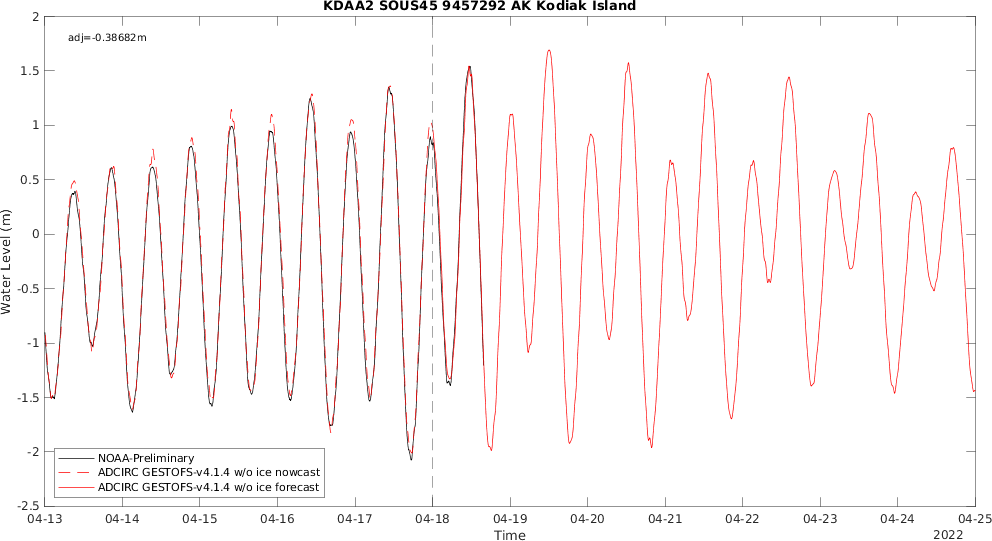 KDAA2 SOUS45 9457292 AK Kodiak Island
adj=-0.38682m
2
1.5
1
0.5
0
-0.5
-1
-1.5
-2
-2.5
Water Level (m)
NOAA-Preliminary
ADCIRC GESTOFS-v4.1.4 w/o ice nowcast
ADCIRC GESTOFS-v4.1.4 w/o ice forecast
04-13 04-14 04-15 04-16 04-17 04-18 04-19 04-20 04-21 04-22 04-23 04-24 04-25
Time
2022